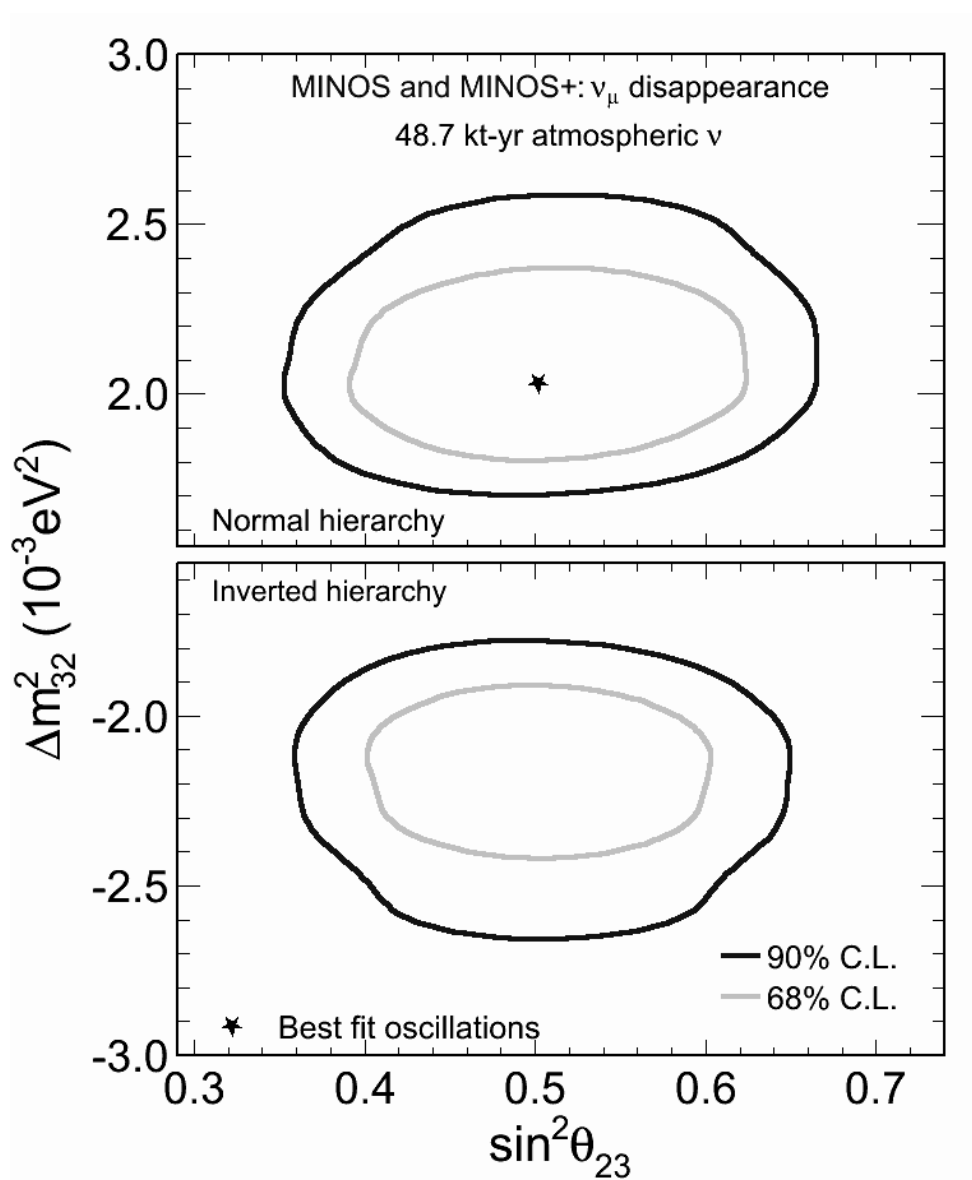 3.0
MINOS and MINOS+: νμ disappearance
48.7 kt-yr atmospheric ν
2.5
2.0
Normal hierarchy
Δm²₃₂ (10⁻³eV²)
Inverted hierarchy
-2.0
-2.5
90% C.L.
68% C.L.
Best fit oscillations
-3.0
0.3 0.4 0.5 0.6 0.7
sin²θ₂₃